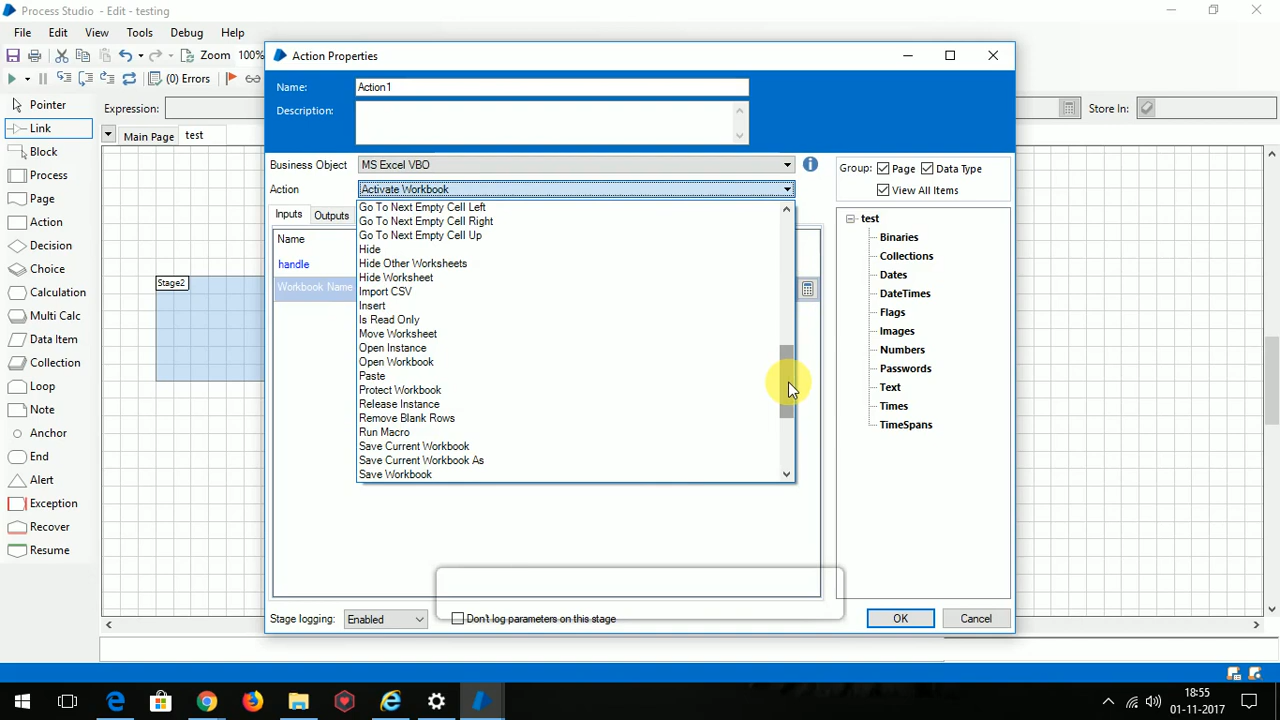 Process Studio - Edit - testing
File Edit View Tools Debug Help
Zoom 100%
(0) Errors
Pointer
Link
Block
Process
Page
Action
Decision
Choice
Calculation
Multi Calc
Data Item
Collection
Loop
Note
Anchor
End
Alert
Exception
Recover
Resume
Expression:
Store In:
Main Page
test
Stage2
Action Properties
Name:
Action1
Description:
Business Object
MS Excel VBO
Action
Activate Workbook
Inputs
Outputs
Name
handle
Workbook Name
Go To Next Empty Cell Left
Go To Next Empty Cell Right
Go To Next Empty Cell Up
Hide
Hide Other Worksheets
Hide Worksheet
Import CSV
Insert
Is Read Only
Move Worksheet
Open Instance
Open Workbook
Paste
Protect Workbook
Release Instance
Remove Blank Rows
Run Macro
Save Current Workbook
Save Current Workbook As
Save Workbook
Group: Page Data Type
View All Items
test
Binaries
Collections
Dates
DateTimes
Flags
Images
Numbers
Passwords
Text
Times
TimeSpans
Stage logging: Enabled
Don't log parameters on this stage
OK
Cancel
18:55
01-11-2017